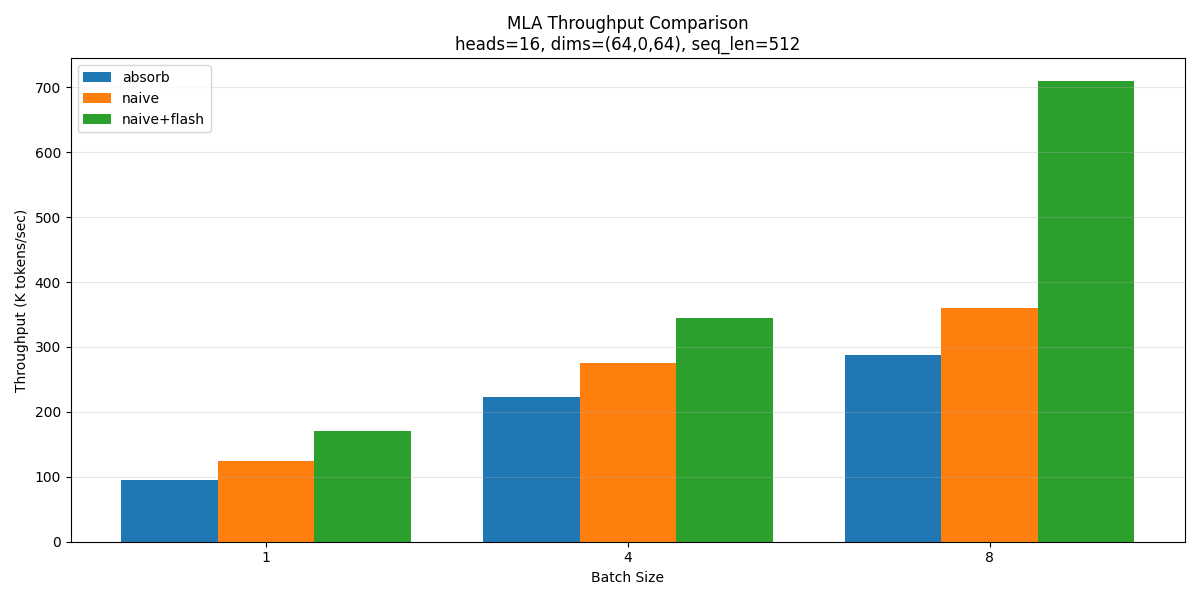 MLA Throughput Comparison
heads=16, dims=(64,0,64), seq_len=512
absorb
naive
naive+flash
Throughput (K tokens/sec)
700
600
500
400
300
200
100
0
1
4
8
Batch Size